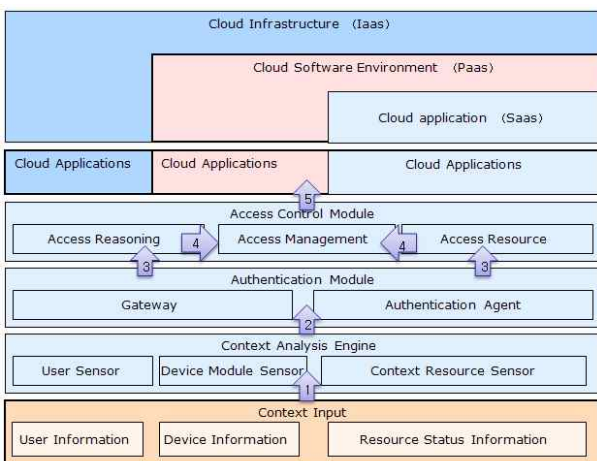 Cloud Infrastructure （Iaas）
Cloud Software Environment （Paas）
Cloud application （Saas）
Cloud Applications
Cloud Applications
Cloud Applications
5
Access Control Module
Access Reasoning
4
Access Management
4
Access Resource
3
3
Authentication Module
Gateway
Authentication Agent
2
Context Analysis Engine
User Sensor
Device Module Sensor
Context Resource Sensor
1
Context Input
User Information
Device Information
Resource Status Information